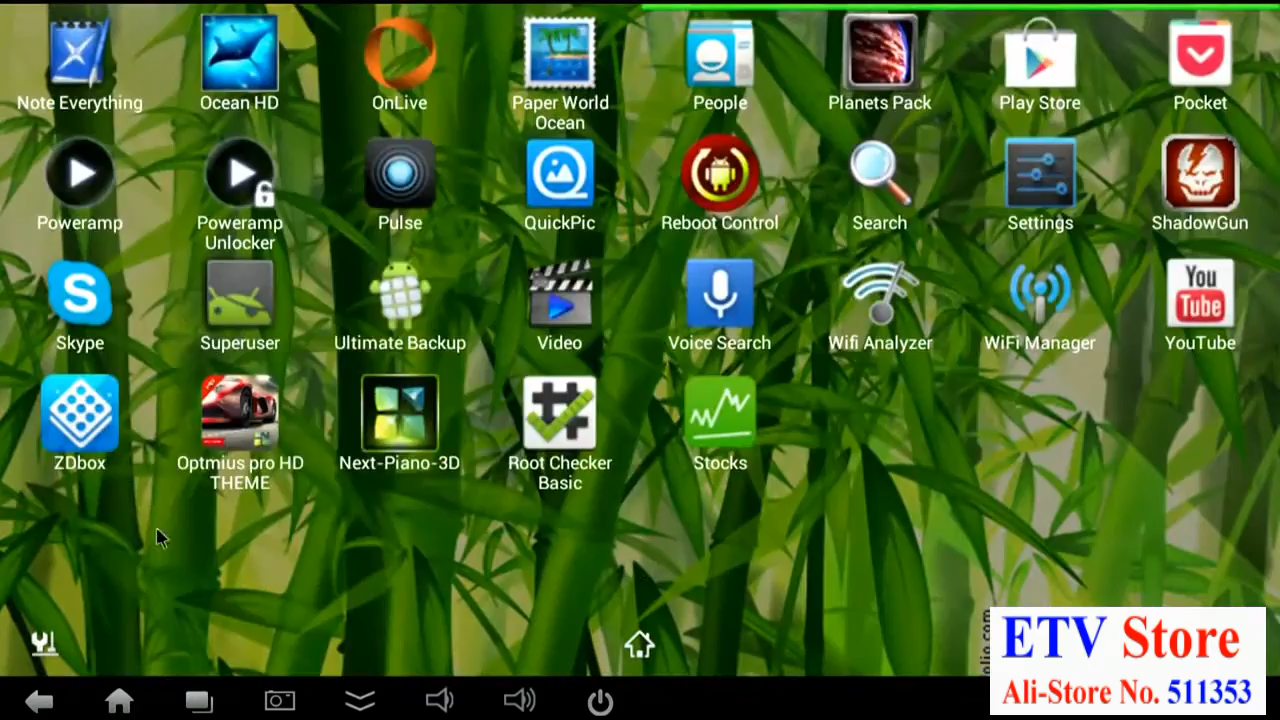 Note Everything
Ocean HD
OnLive
Paper World
Ocean
People
Planets Pack
Play Store
Pocket
Poweramp
Poweramp
Unlocker
Pulse
QuickPic
Reboot Control
Search
Settings
ShadowGun
S
You
Tube
Skype
Superuser
Ultimate Backup
Video
Voice Search
Wifi Analyzer
WiFi Manager
YouTube
ZDbox
Optmius pro HD
THEME
Next-Piano-3D
Root Checker
Basic
Stocks
ETV Store
Ali-Store No. 511353